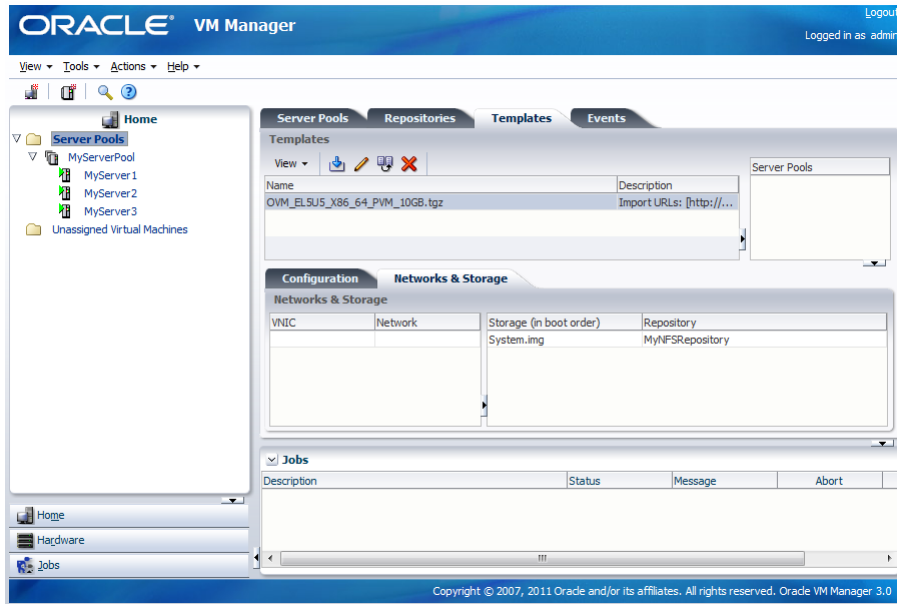 ORACLE® VM Manager
Logout
Logged in as admin
View Tools Actions Help
Home
Server Pools
MyServerPool
MyServer1
MyServer2
MyServer3
Unassigned Virtual Machines
Home
Hardware
Jobs
Server Pools Repositories Templates Events
Templates
View
Name Description
OVM_EL5U5_X86_64_PVM_10GB.tgz Import URLs: [http://...
Server Pools
Configuration Networks & Storage
Networks & Storage
VNIC Network Storage (in boot order) Repository
System.img MyNFSRepository
Jobs
Description Status Message Abort
Copyright © 2007, 2011 Oracle and/or its affiliates. All rights reserved. Oracle VM Manager 3.0